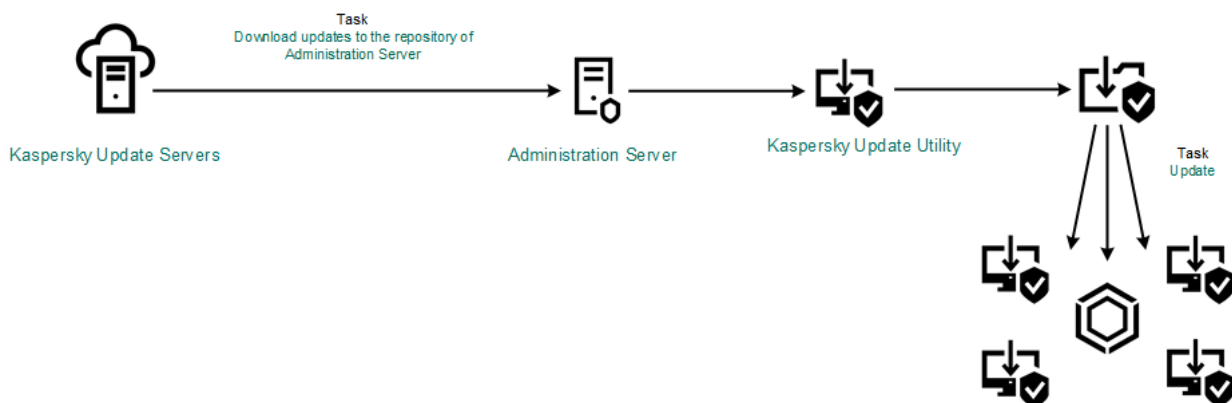 Task
Download updates to the repository of
Administration Server
Kaspersky Update Servers
Administration Server
Kaspersky Update Utility
Task
Update